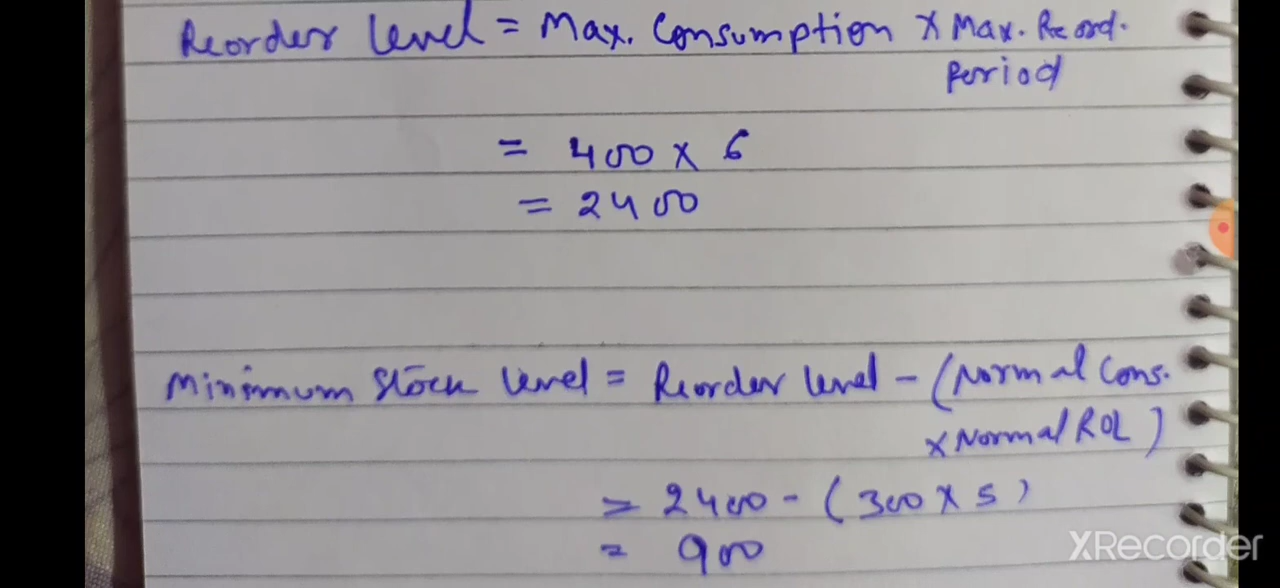 Reorder level = Max. Consumption × Max. Reord.
Period
= 400 × 6
= 2400
Minimum Stock level = Reorder level - (Normal Cons.
× Normal ROL)
= 2400 - (300 × 5)
= 900
XRecorder